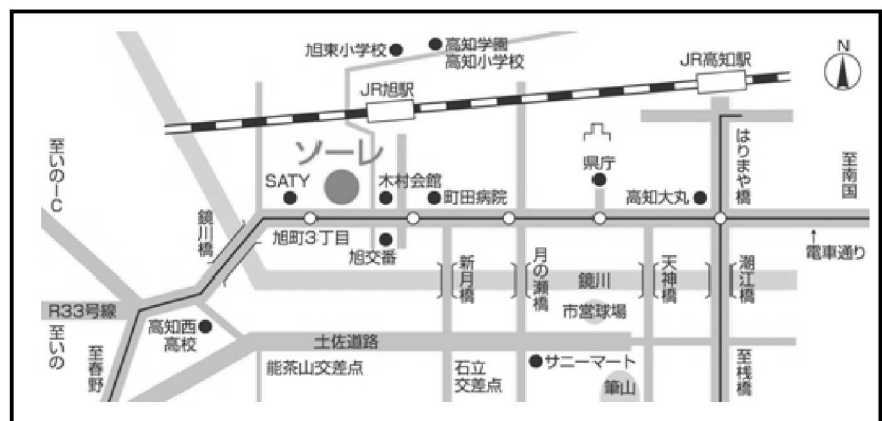 旭東小学校
高知学園
高知小学校
JR高知駅
N
JR旭駅
至いのIC
ソーレ
県庁
はりまや橋
至南国
SATY
木村会館
町田病院
高知大丸
鏡川橋
旭町3丁目
旭交番
電車通り
新月橋
月の瀬橋
鏡川
天神橋
潮江橋
市営球場
R33号線
高知西
高校
至いの
至春野
土佐道路
能茶山交差点
石立
交差点
サニーマート
筆山
至桟橋